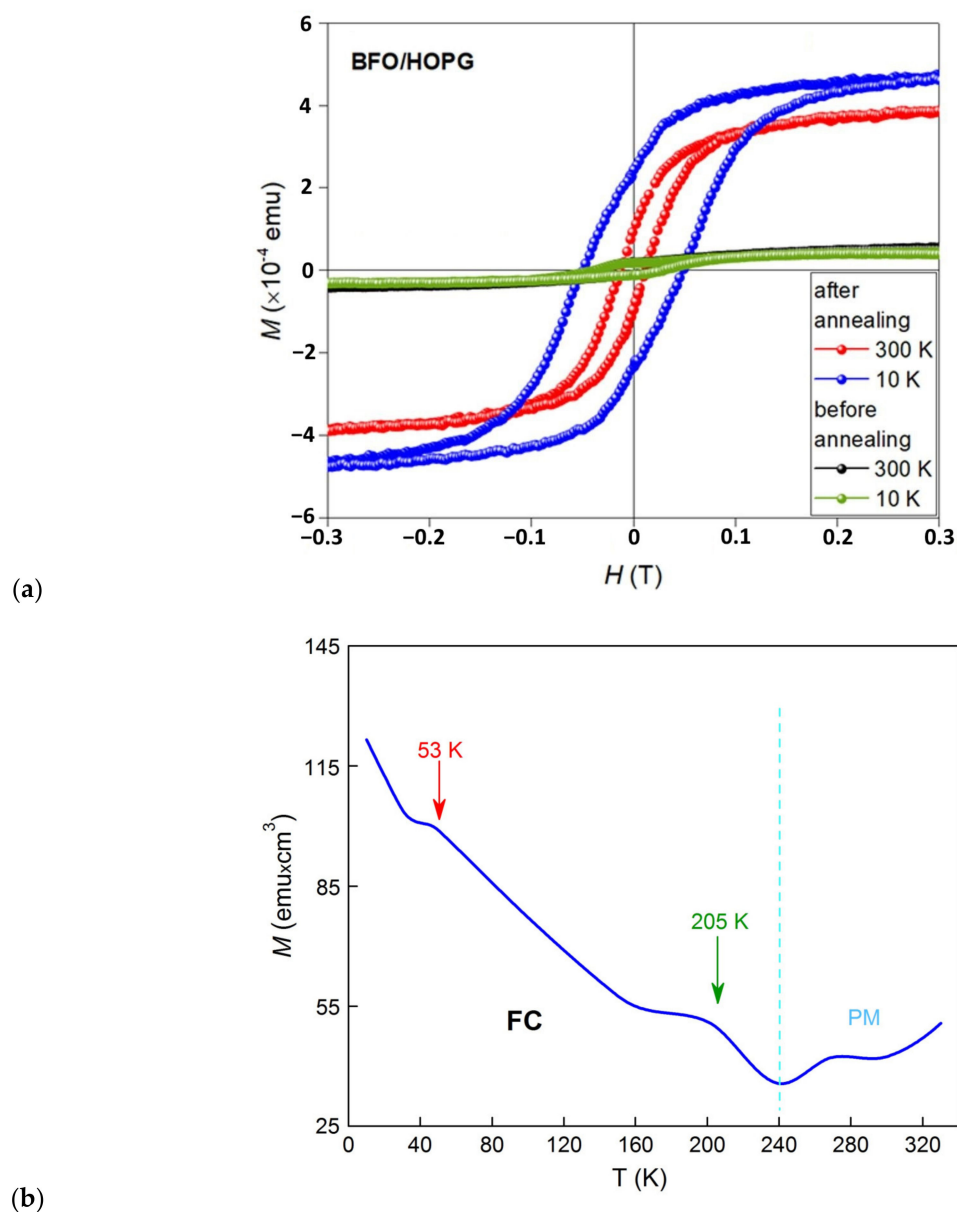 6
BFO/HOPG
4
2
0
−2
−4
−6
M (×10⁻⁴ emu)
after
annealing
300 K
10 K
before
annealing
300 K
10 K
−0.3 −0.2 −0.1 0 0.1 0.2 0.3
H (T)
(a)
145
115
85
55
25
M (emuxcm³)
53 K
205 K
FC
PM
0 40 80 120 160 200 240 280 320
T (K)
(b)